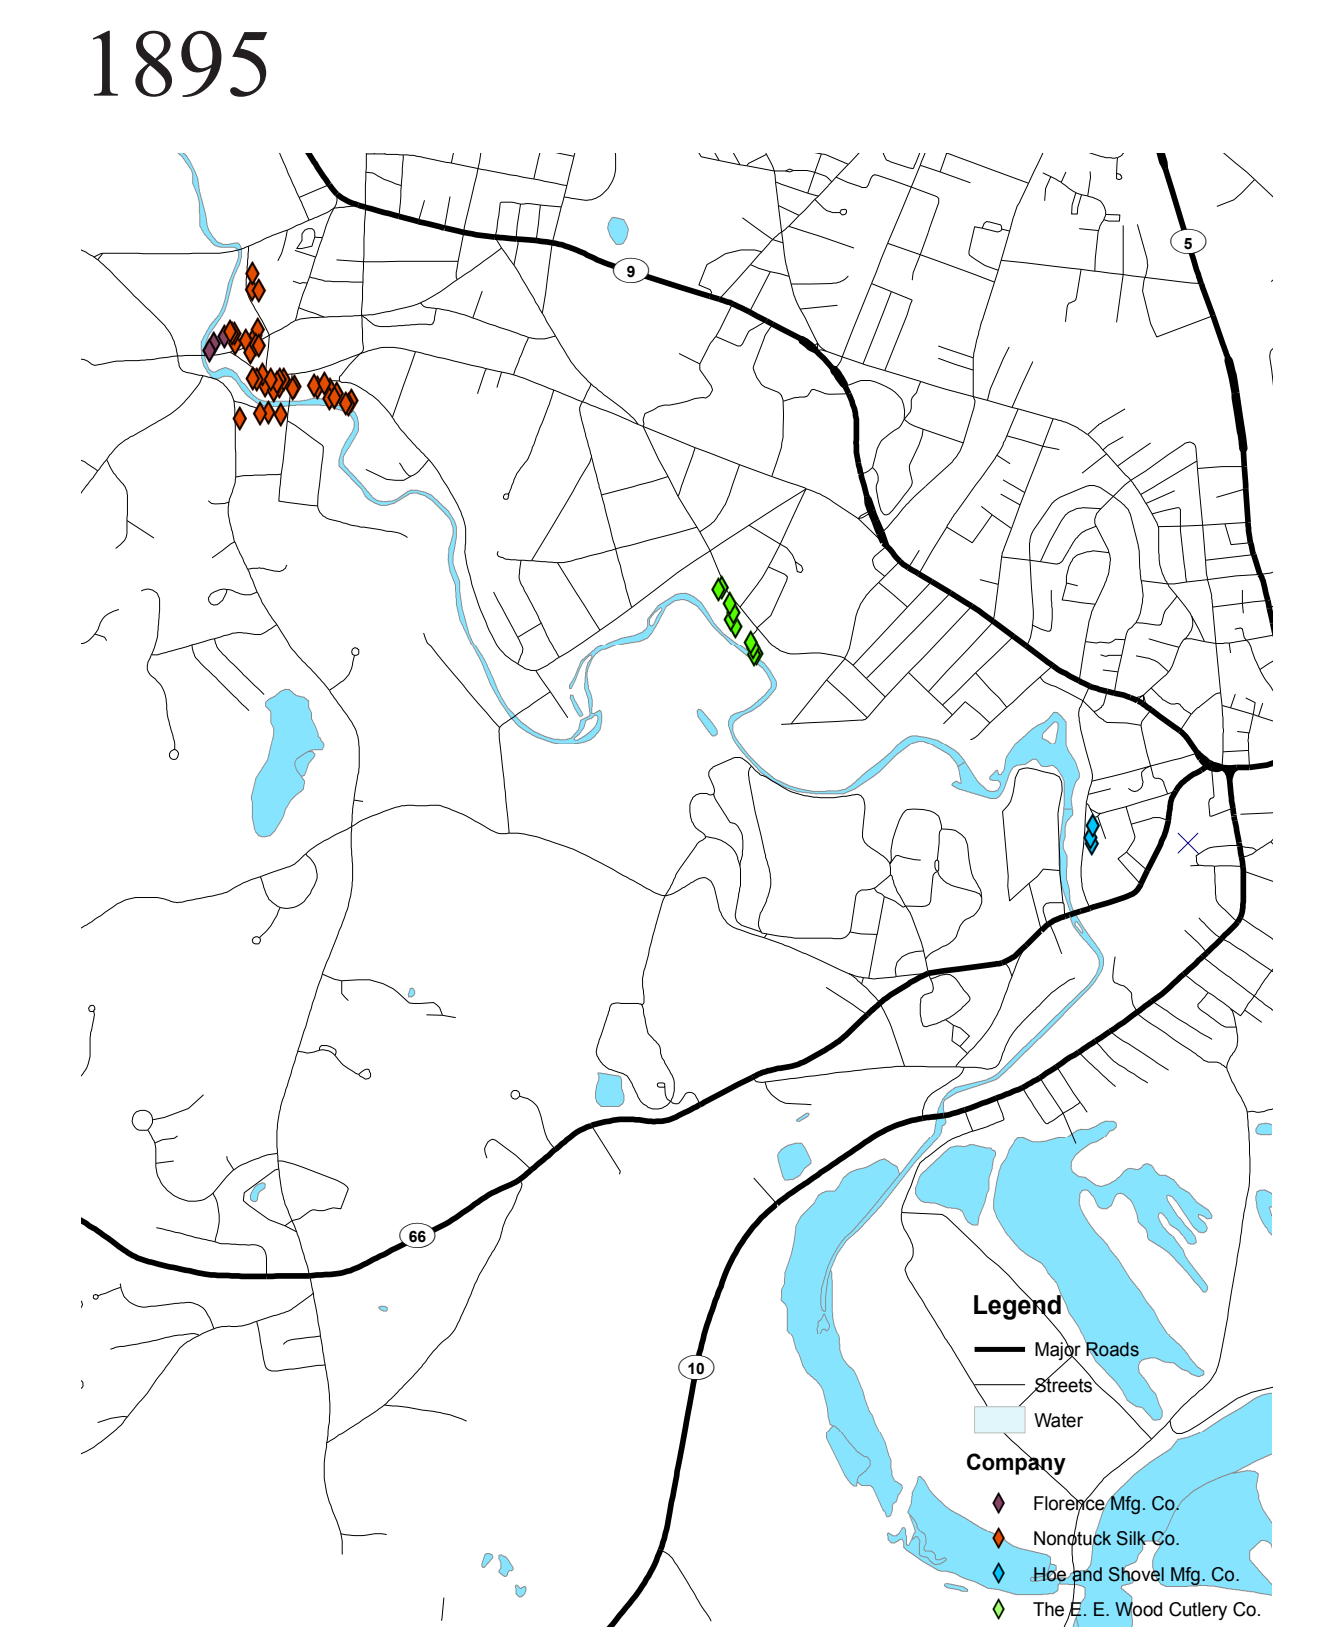 1895
5
9
66
10
Legend
Major Roads
Streets
Water
Company
Florence Mfg. Co.
Nonotuck Silk Co.
Hoe and Shovel Mfg. Co.
The E. E. Wood Cutlery Co.